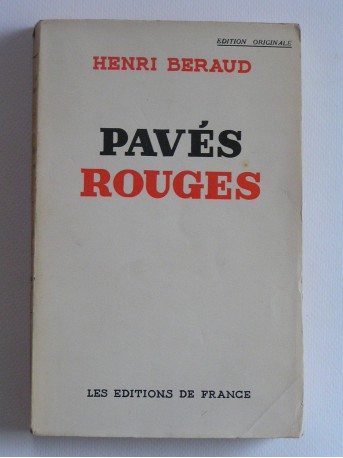 EDITION ORIGINALE
HENRI BERAUD
PAVÉS
ROUGES
LES EDITIONS DE FRANCE